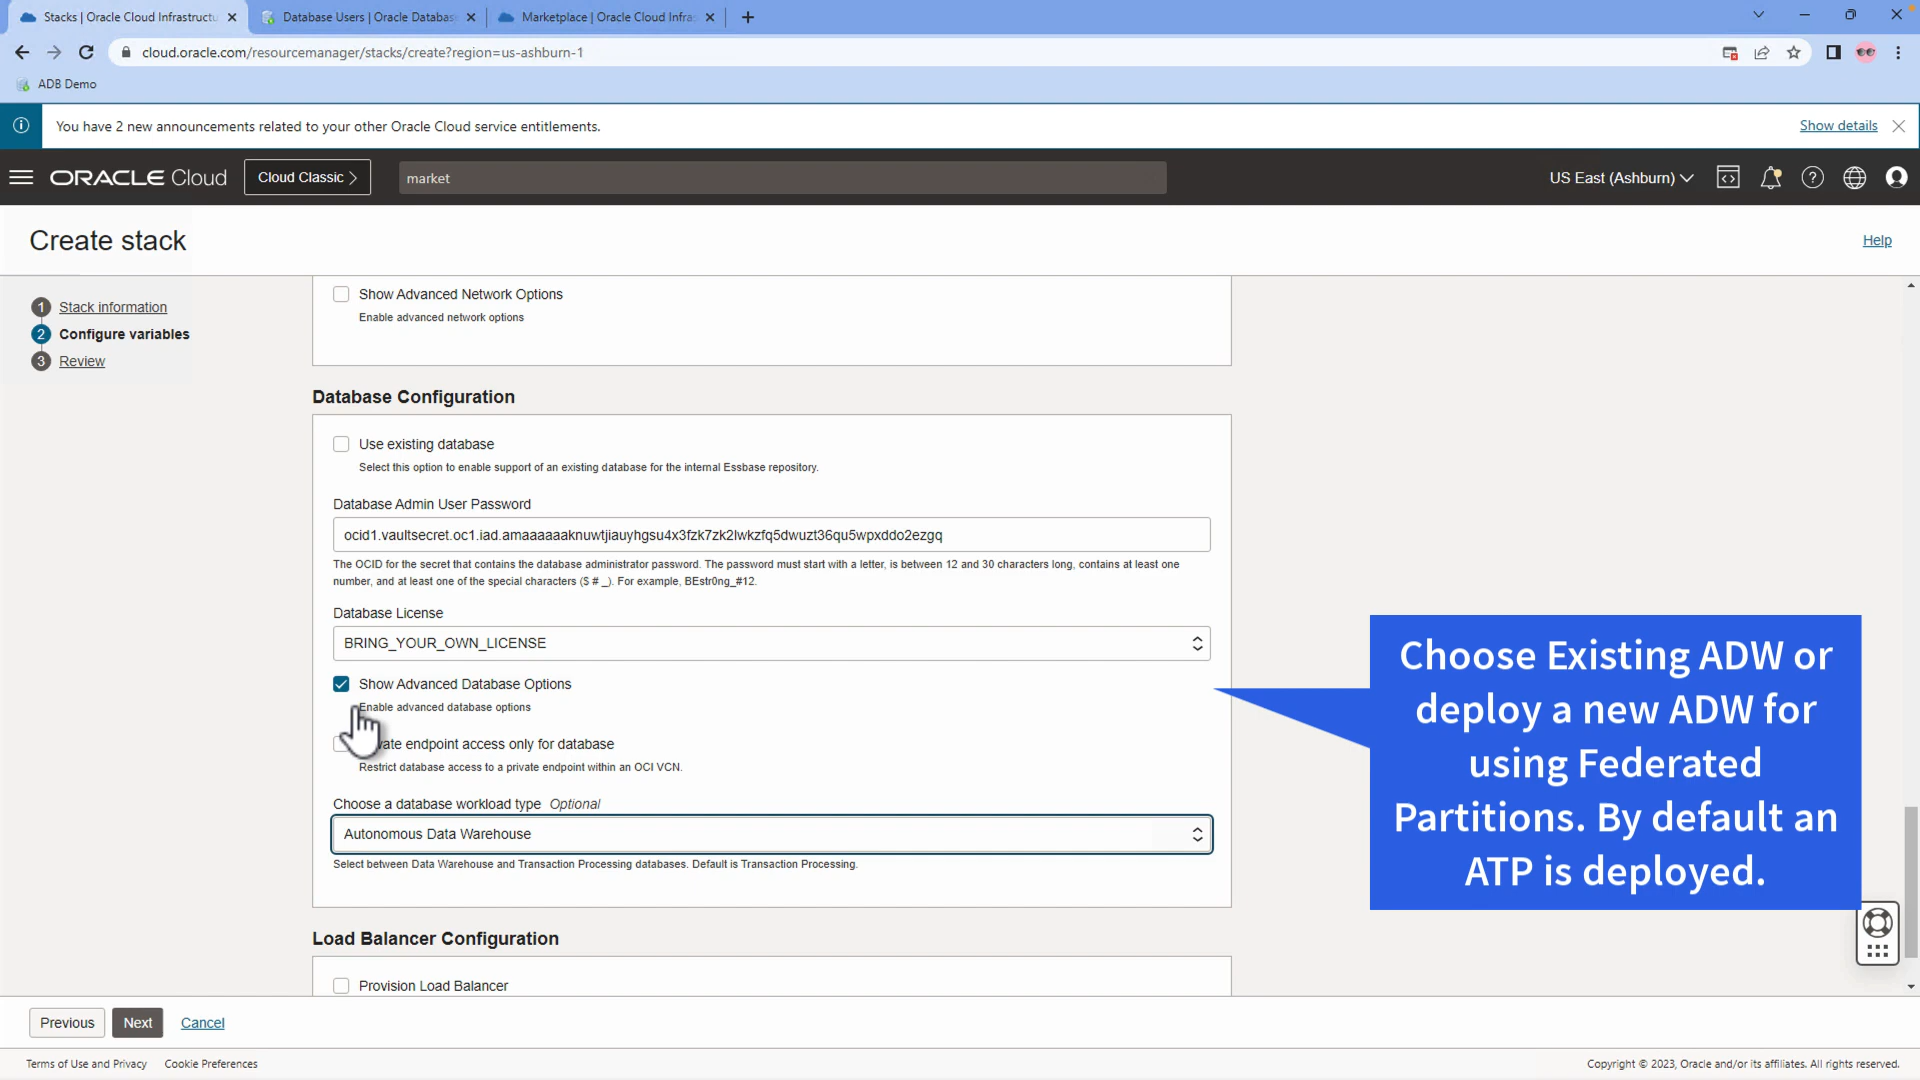 Stacks | Oracle Cloud Infrastructu
Database Users | Oracle Databas
Marketplace | Oracle Cloud Infra
cloud.oracle.com/resourcemanager/stacks/create?region=us-ashburn-1
ADB Demo
You have 2 new announcements related to your other Oracle Cloud service entitlements.
Show details
ORACLE Cloud
Cloud Classic >
market
US East (Ashburn)
Create stack
Help
1 Stack information
2 Configure variables
3 Review
Show Advanced Network Options
Enable advanced network options
Database Configuration
Use existing database
Select this option to enable support of an existing database for the internal Essbase repository.
Database Admin User Password
ocid1.vaultsecret.oc1.iad.amaaaaaaknuwtjiauyhgsu4x3fzk7zk2lwkzfq5dwuzt36qu5wpxddo2ezgq
The OCID for the secret that contains the database administrator password. The password must start with a letter, is between 12 and 30 characters long, contains at least one
number, and at least one of the special characters ($ # _). For example, BEstr0ng_#12.
Database License
BRING_YOUR_OWN_LICENSE
Show Advanced Database Options
Enable advanced database options
ate endpoint access only for database
Restrict database access to a private endpoint within an OCI VCN.
Choose a database workload type Optional
Autonomous Data Warehouse
Select between Data Warehouse and Transaction Processing databases. Default is Transaction Processing.
Choose Existing ADW or
deploy a new ADW for
using Federated
Partitions. By default an
ATP is deployed.
Load Balancer Configuration
Provision Load Balancer
Previous
Next
Cancel
Terms of Use and Privacy
Cookie Preferences
Copyright © 2023, Oracle and/or its affiliates. All rights reserved.